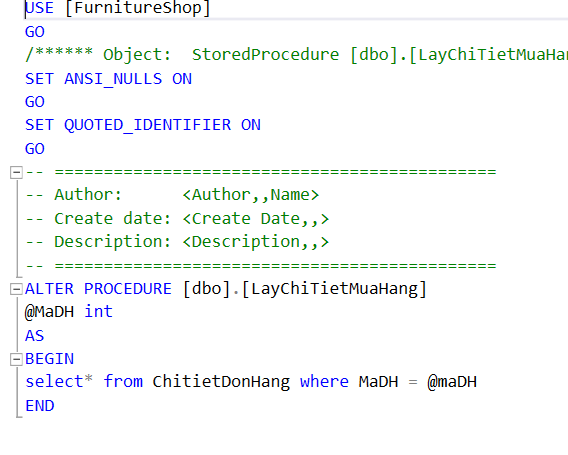 USE [FurnitureShop]
GO
/****** Object:  StoredProcedure [dbo].[LayChiTietMuaHan
SET ANSI_NULLS ON
GO
SET QUOTED_IDENTIFIER ON
GO
-- =============================================
-- Author:      <Author,,Name>
-- Create date: <Create Date,,>
-- Description: <Description,,>
-- =============================================
ALTER PROCEDURE [dbo].[LayChiTietMuaHang]
@MaDH int
AS
BEGIN
select* from ChitietDonHang where MaDH = @maDH
END